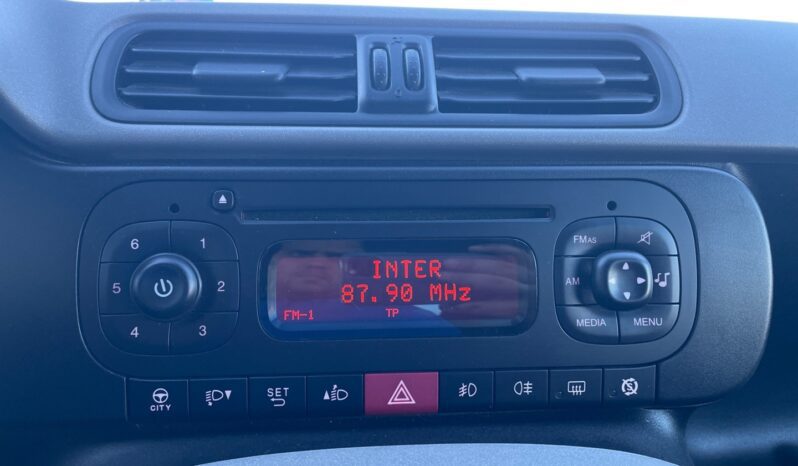 6 1
5 2
4 3
INTER
87.90 MHz
FM-1 TP
FMAS
AM
MEDIA MENU
CITY
SET